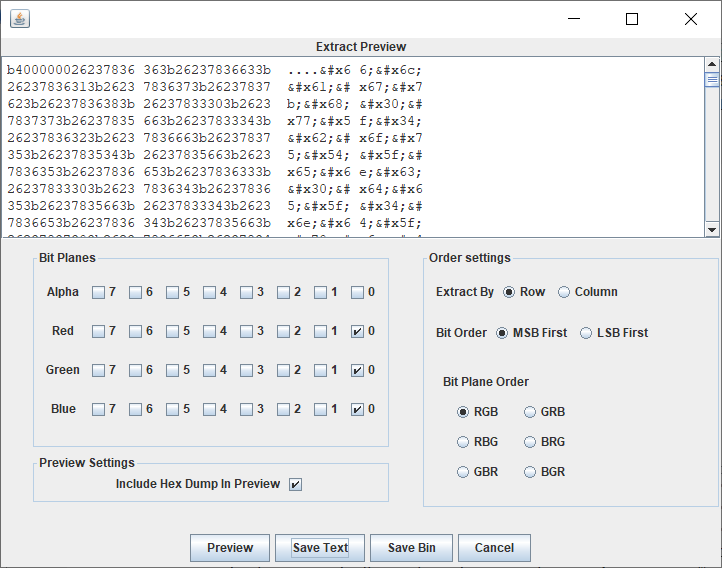 Extract Preview
b400000026237836 363b26237836633b  ....&#x6 6;&#x6c;
26237836313b2623 7836373b26237837  &#x61;&# x67;&#x7
623b26237836383b 26237833303b2623  b;&#x68; &#x30;&#
7837373b26237835 663b26237833343b  x77;&#x5 f;&#x34;
26237836323b2623 7836663b26237837  &#x62;&# x6f;&#x7
353b26237835343b 26237835663b2623  5;&#x54; &#x5f;&#
7836353b26237836 653b26237836333b  x65;&#x6 e;&#x63;
26237833303b2623 7836343b26237836  &#x30;&# x64;&#x6
353b26237835663b 26237833343b2623  5;&#x5f; &#x34;&#
7836653b26237836 343b26237835663b  x6e;&#x6 4;&#x5f;
Bit Planes
Alpha 7 6 5 4 3 2 1 0
Red 7 6 5 4 3 2 1 0
Green 7 6 5 4 3 2 1 0
Blue 7 6 5 4 3 2 1 0
Preview Settings
Include Hex Dump In Preview
Order settings
Extract By Row Column
Bit Order MSB First LSB First
Bit Plane Order
RGB GRB
RBG BRG
GBR BGR
Preview Save Text Save Bin Cancel